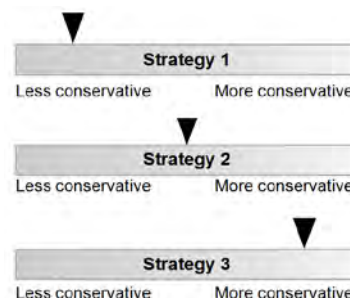 Strategy 1
Less conservative More conservative
Strategy 2
Less conservative More conservative
Strategy 3
Less conservative More conservative